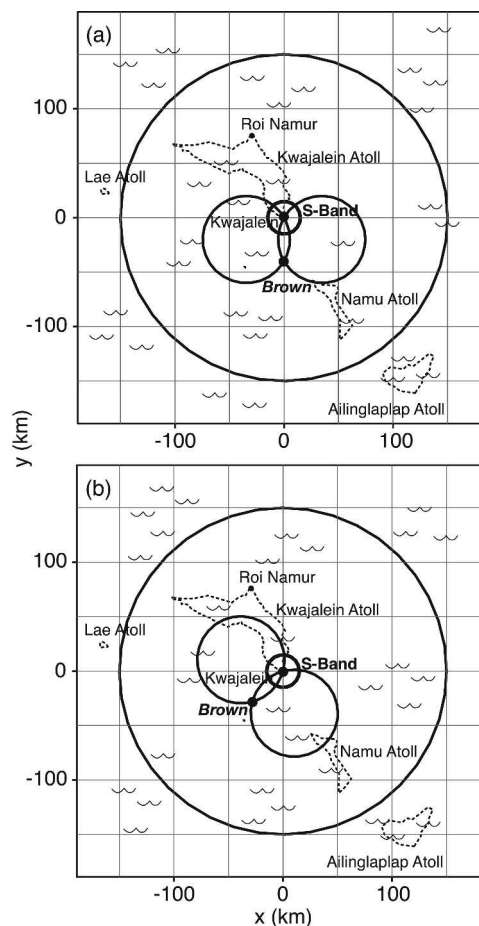 (a)
100
Roi Namur
Kwajalein Atoll
Lae Atoll
0
Kwajalein
S-Band
Brown
Namu Atoll
-100
Ailinglaplap Atoll
-100
0
100
y (km)
(b)
100
Roi Namur
Kwajalein Atoll
Lae Atoll
0
Kwajalein
S-Band
Brown
Namu Atoll
-100
Ailinglaplap Atoll
-100
0
100
x (km)